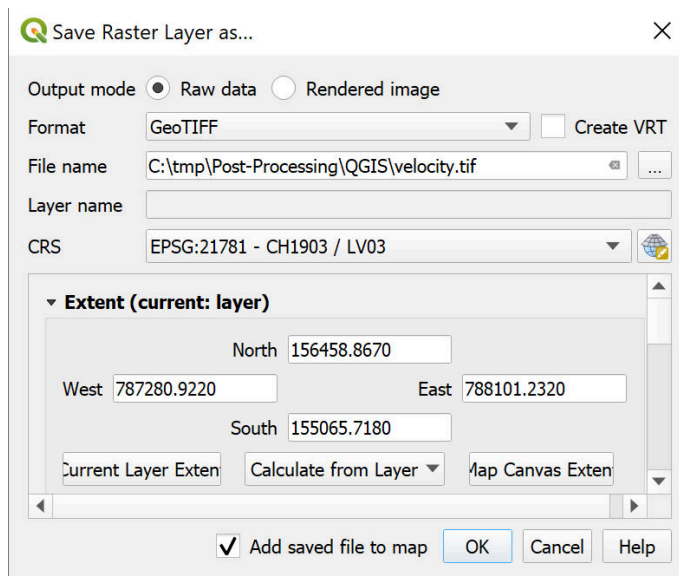 Save Raster Layer as...
Output mode Raw data Rendered image
Format GeoTIFF Create VRT
File name C:\tmp\Post-Processing\QGIS\velocity.tif ...
Layer name
CRS EPSG:21781 - CH1903 / LV03
Extent (current: layer)
North 156458.8670
West 787280.9220 East 788101.2320
South 155065.7180
Current Layer Exten Calculate from Layer Map Canvas Exten
Add saved file to map OK Cancel Help